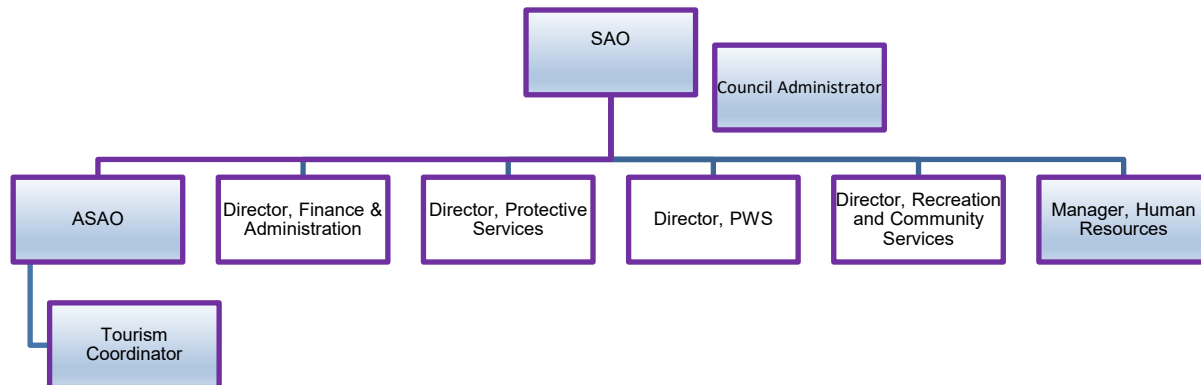 SAO
Council Administrator
ASAO
Director, Finance &
Administration
Director, Protective
Services
Director, PWS
Director, Recreation
and Community
Services
Manager, Human
Resources
Tourism
Coordinator